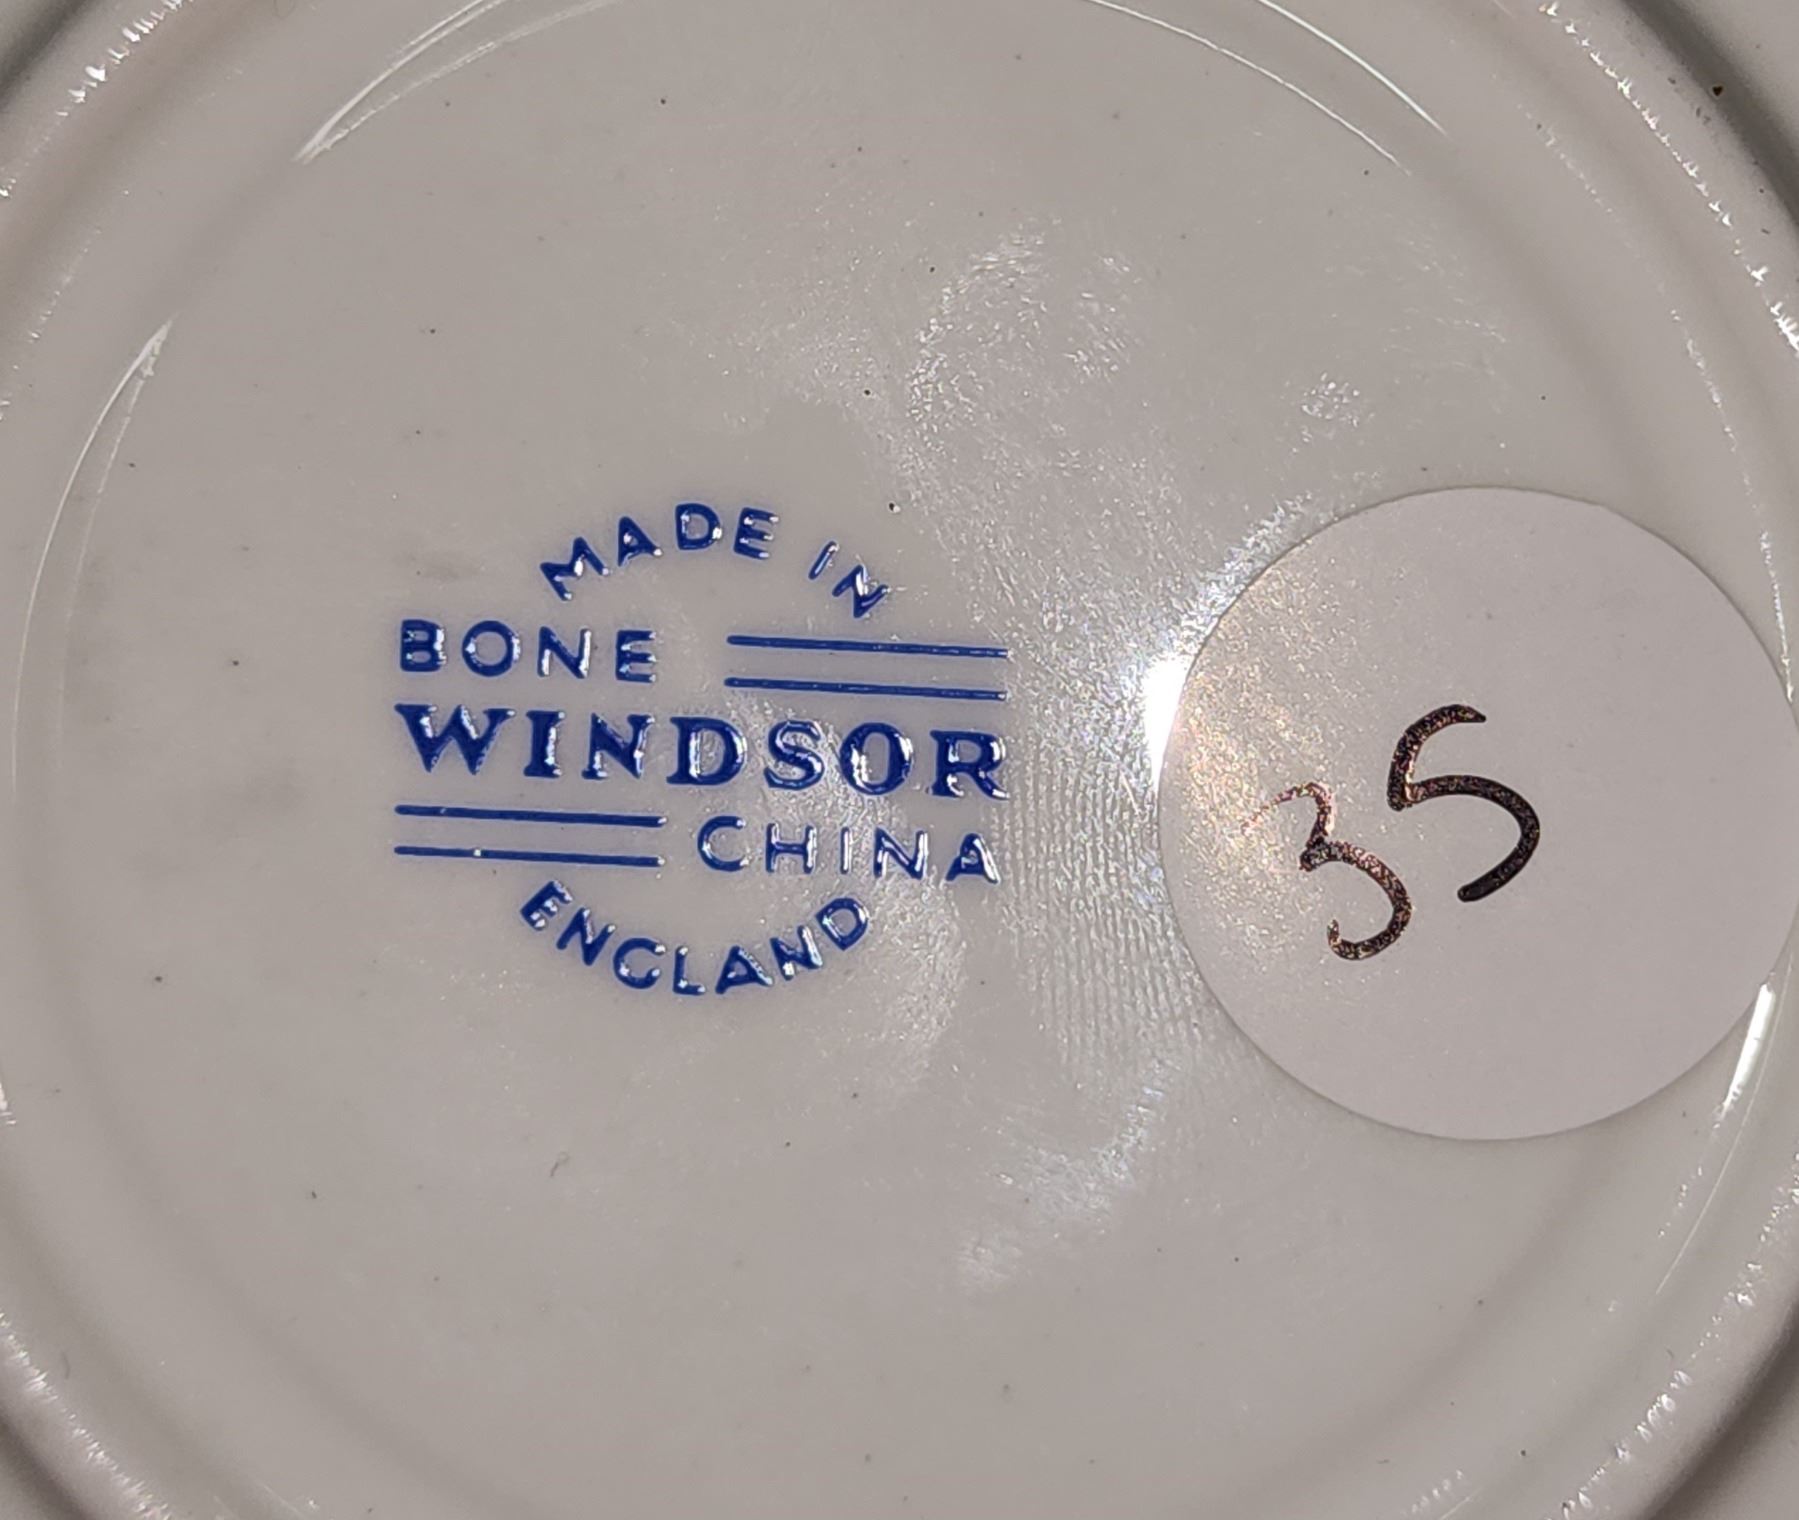 MADE IN
BONE
WINDSOR
CHINA
ENGLAND
35